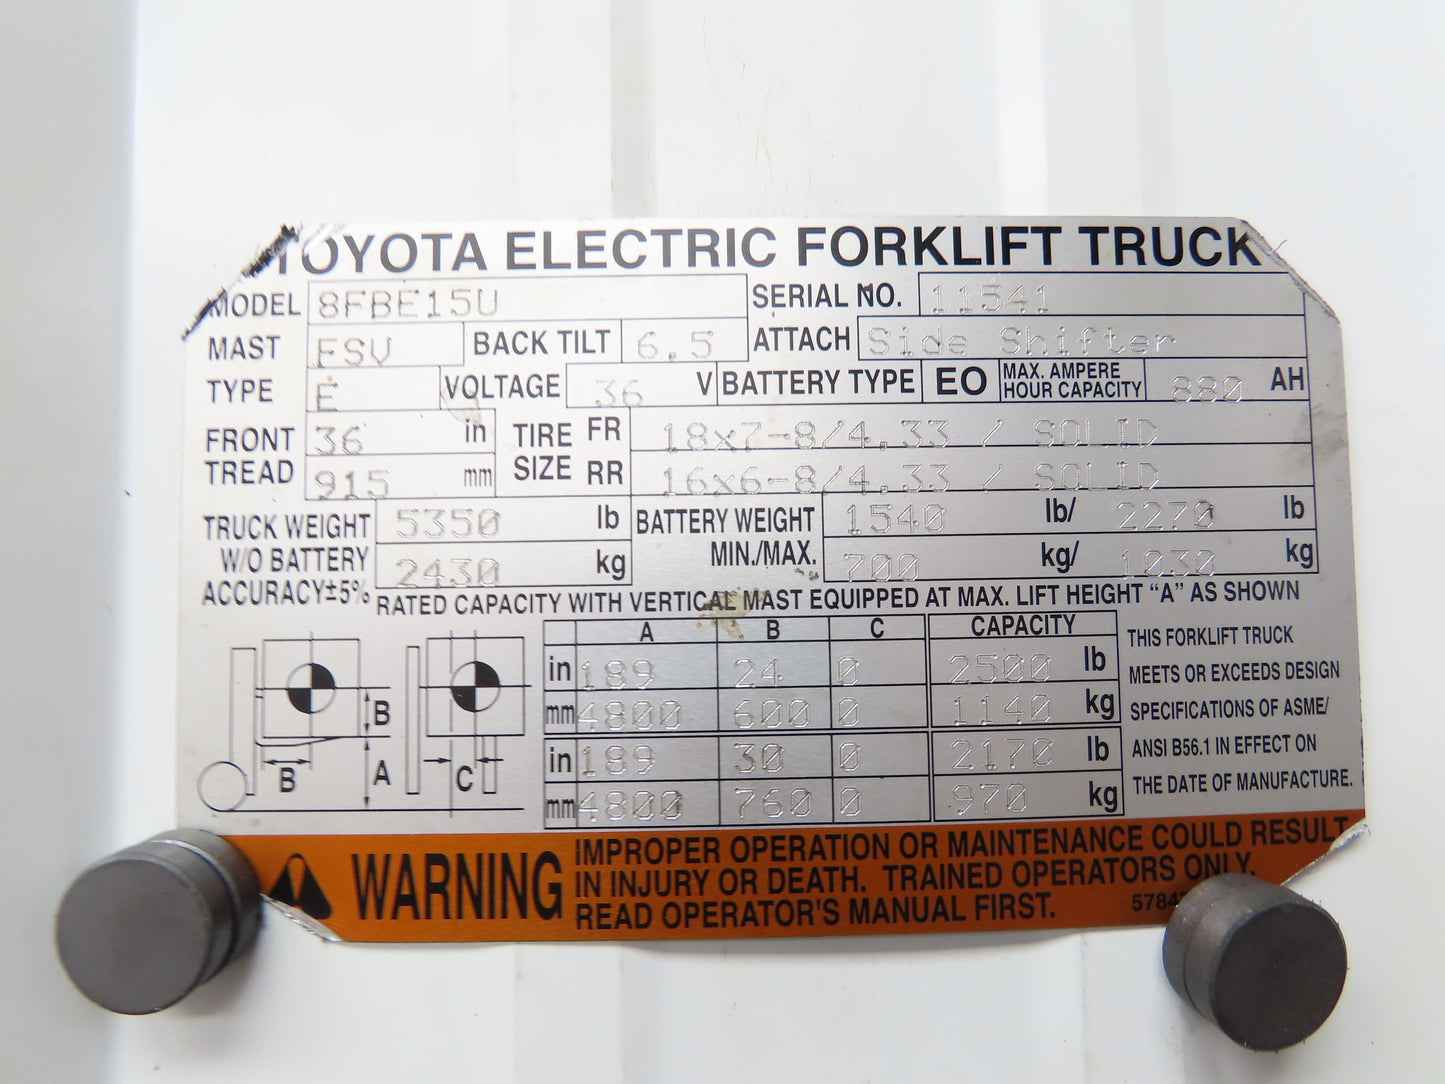 TOYOTA ELECTRIC FORKLIFT TRUCK
MODEL 8FBE15U SERIAL NO. 11541
MAST FSV BACK TILT 6.5 ATTACH Side Shifter
TYPE E VOLTAGE 36 V BATTERY TYPE EO MAX. AMPERE HOUR CAPACITY 880 AH
FRONT TREAD 36 in TIRE SIZE FR 18x7-8/4.33 / SOLID
915 mm RR 16x6-8/4.33 / SOLID
TRUCK WEIGHT W/O BATTERY ACCURACY±5% 5350 lb BATTERY WEIGHT MIN./MAX. 1540 lb/ 2270 lb
2430 kg 700 kg/ 1030 kg
RATED CAPACITY WITH VERTICAL MAST EQUIPPED AT MAX. LIFT HEIGHT “A” AS SHOWN
A B C CAPACITY
in 189 24 0 2500 lb
mm 4800 600 0 1140 kg
in 189 30 0 2170 lb
mm 4800 760 0 970 kg
B
B
A
C
THIS FORKLIFT TRUCK
MEETS OR EXCEEDS DESIGN
SPECIFICATIONS OF ASME/
ANSI B56.1 IN EFFECT ON
THE DATE OF MANUFACTURE.
WARNING
IMPROPER OPERATION OR MAINTENANCE COULD RESULT
IN INJURY OR DEATH. TRAINED OPERATORS ONLY.
READ OPERATOR'S MANUAL FIRST.